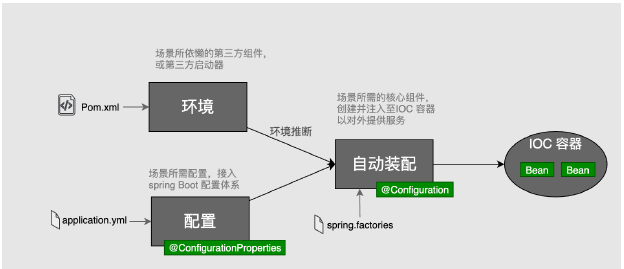 场景所依懒的第三方组件，
或第三方启动器
Pom.xml
环境
环境推断
场景所需的核心组件，
创建并注入至IOC 容器
以对外提供服务
自动装配
@Configuration
spring.factories
IOC 容器
Bean
Bean
场景所需配置，接入
spring Boot 配置体系
application.yml
配置
@ConfigurationProperties